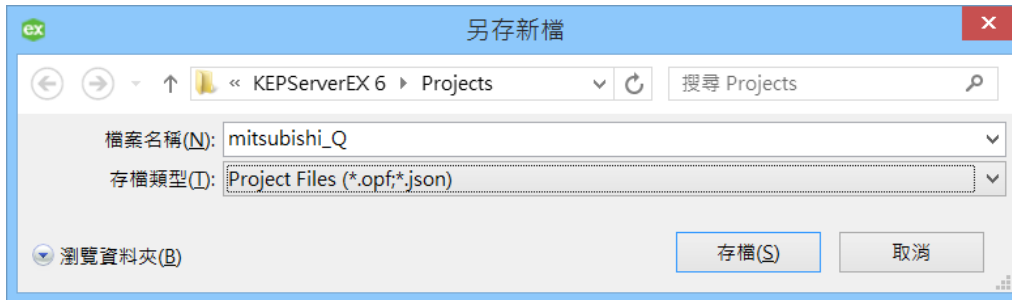 ex 另存新檔
« KEPServerEX 6 Projects 搜尋 Projects
檔案名稱(N): mitsubishi_Q
存檔類型(T): Project Files (*.opf;*.json)
瀏覽資料夾(B) 存檔(S) 取消